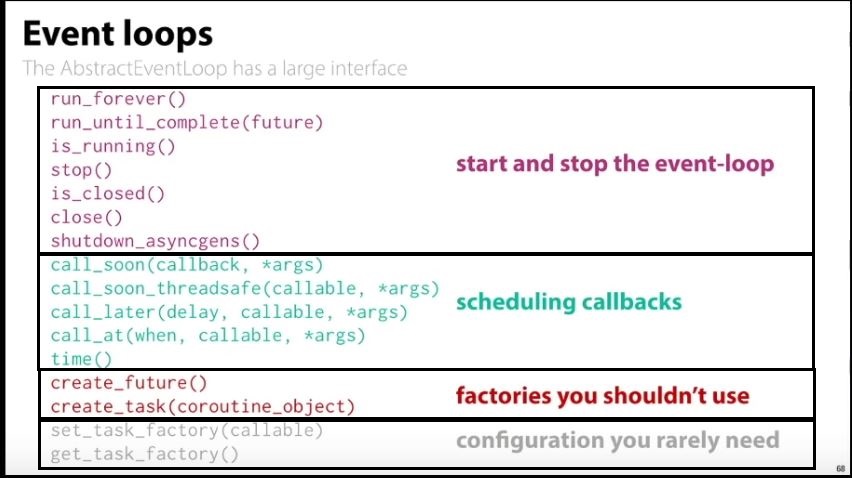 Event loops
The AbstractEventLoop has a large interface
run_forever()
run_until_complete(future)
is_running()
stop()
is_closed()
close()
shutdown_asyncgens()
start and stop the event-loop
call_soon(callback, *args)
call_soon_threadsafe(callable, *args)
call_later(delay, callable, *args)
call_at(when, callable, *args)
time()
scheduling callbacks
create_future()
create_task(coroutine_object)
factories you shouldn't use
set_task_factory(callable)
get_task_factory()
configuration you rarely need
68